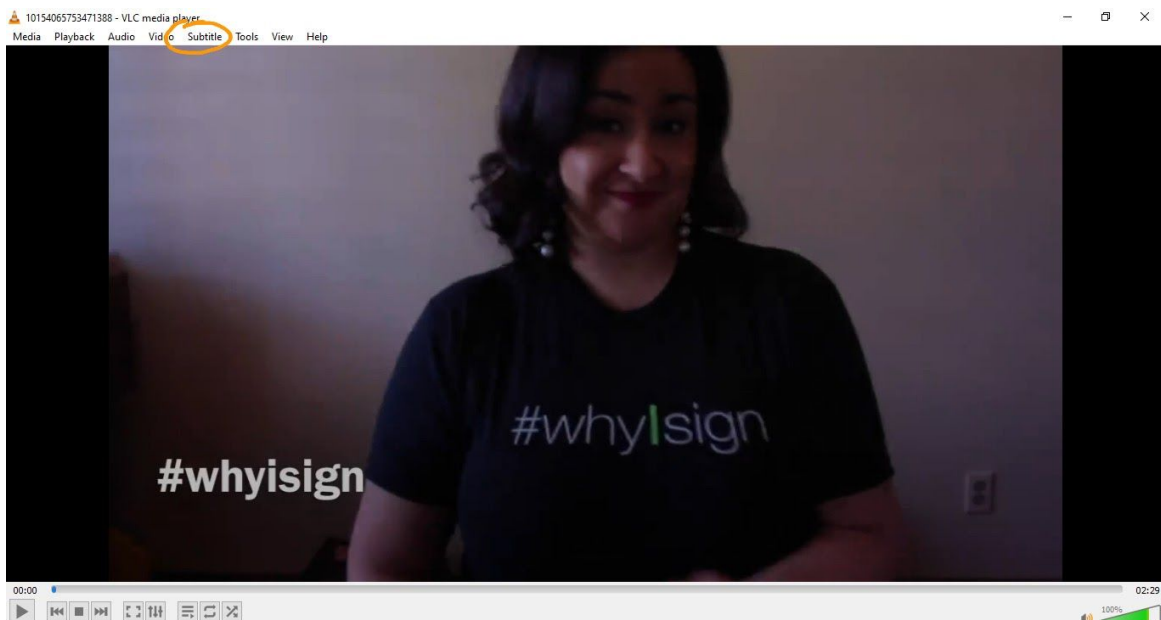 10154065753471388 - VLC media player
Media Playback Audio Video Subtitle Tools View Help
#whyIsign
#whyisign
00:00 02:29
100%